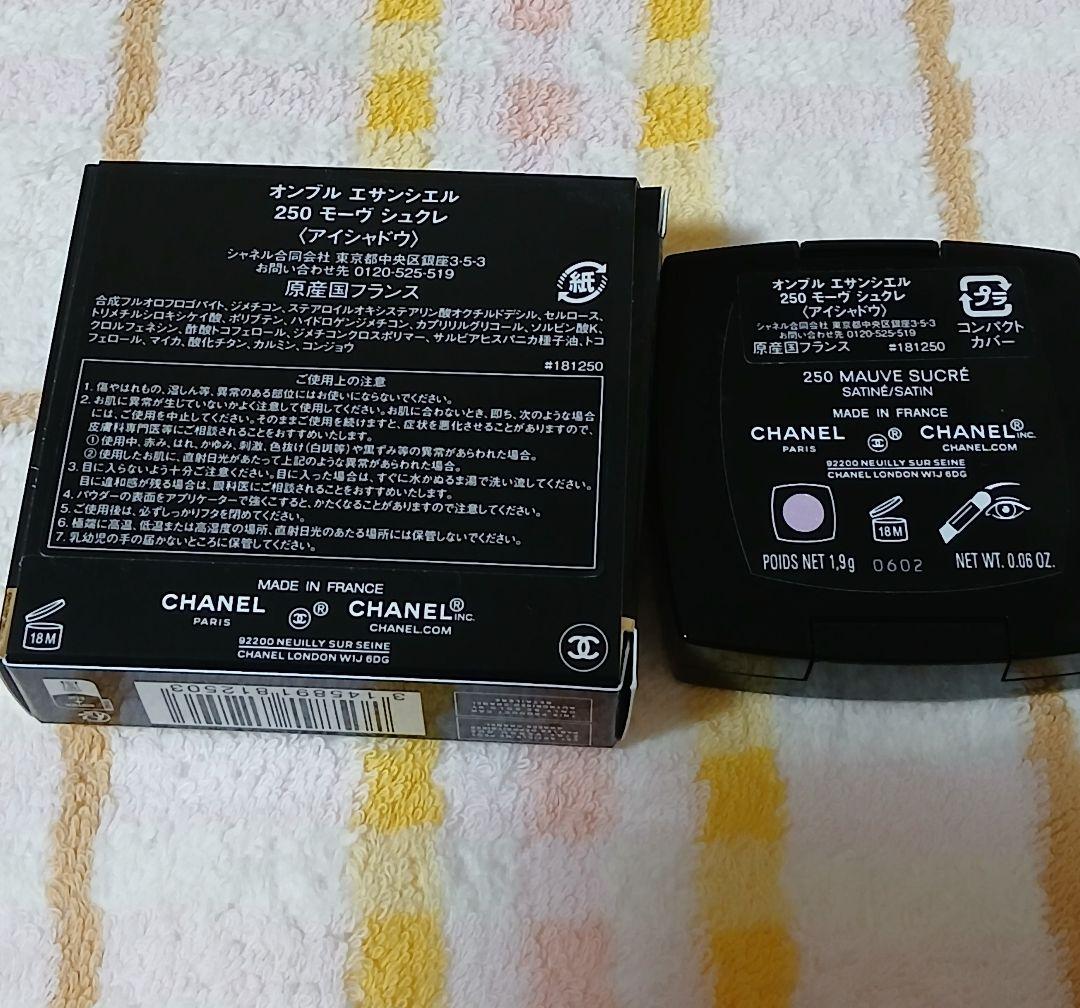 オンブル エサンシエル
250 モーヴ シュクレ
〈アイシャドウ〉
シャネル合同会社 東京都中央区銀座3-5-3
お問い合わせ先 0120-525-519
原産国フランス
紙
合成フルオロフロゴパイト、ジメチコン、ステアロイルオキシステアリン酸オクチルドデシル、セルロース、
トリメチルシロキシケイ酸、ポリブテン、ハイドロゲンジメチコン、カプリリルグリコール、ソルビン酸K、
クロルフェネシン、酢酸トコフェロール、ジメチコンクロスポリマー、サルビアヒスパニカ種子油、トコ
フェロール、マイカ、酸化チタン、カルミン、コンジョウ
#181250
ご使用上の注意
1. 傷やはれもの、湿しん等、異常のある部位にはお使いにならないでください。
2. お肌に異常が生じていないかよく注意して使用してください。お肌に合わないとき、即ち、次のような場合
には、ご使用を中止してください。そのままご使用を続けますと、症状を悪化させることがありますので、
皮膚科専門医等にご相談されることをおすすめいたします。
①使用中、赤み、はれ、かゆみ、刺激、色抜け(白斑等)や黒ずみ等の異常があらわれた場合。
②使用したお肌に、直射日光があたって上記のような異常があらわれた場合。
3. 目に入らないよう十分ご注意ください。目に入った場合は、すぐに水かぬるま湯で洗い流してください。
目に違和感が残る場合は、眼科医にご相談されることをおすすめいたします。
4. パウダーの表面をアプリケーターで強くこすると、かたくなることがありますので注意してください。
5. ご使用後は、必ずしっかりフタを閉めてください。
6. 極端に高温、低温または高湿度の場所、直射日光のあたる場所には保管しないでください。
7. 乳幼児の手の届かないところに保管してください。
MADE IN FRANCE
CHANEL ® CHANEL® INC.
PARIS CHANEL.COM
92200 NEUILLY SUR SEINE
CHANEL LONDON W1J 6DG
18 M
3 145891 812503
オンブル エサンシエル
250 モーヴ シュクレ
〈アイシャドウ〉
シャネル合同会社 東京都中央区銀座3-5-3
お問い合わせ先 0120-525-519
原産国フランス #181250
プラ
コンパクト
カバー
250 MAUVE SUCRÉ
SATINÉ/SATIN
MADE IN FRANCE
CHANEL ® CHANEL® INC.
PARIS CHANEL.COM
92200 NEUILLY SUR SEINE
CHANEL LONDON W1J 6DG
18 M
POIDS NET 1,9g 0602 NET WT. 0.06 OZ.